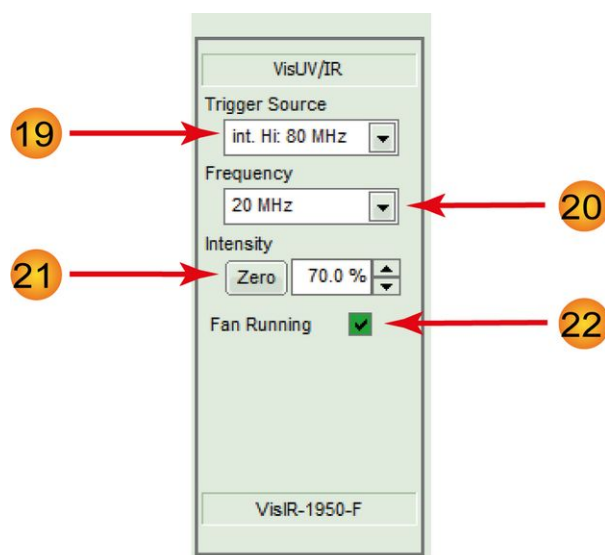 VisUV/IR
Trigger Source
19
int. Hi: 80 MHz
Frequency
20 MHz
20
Intensity
21
Zero 70.0 %
Fan Running
22
VisIR-1950-F